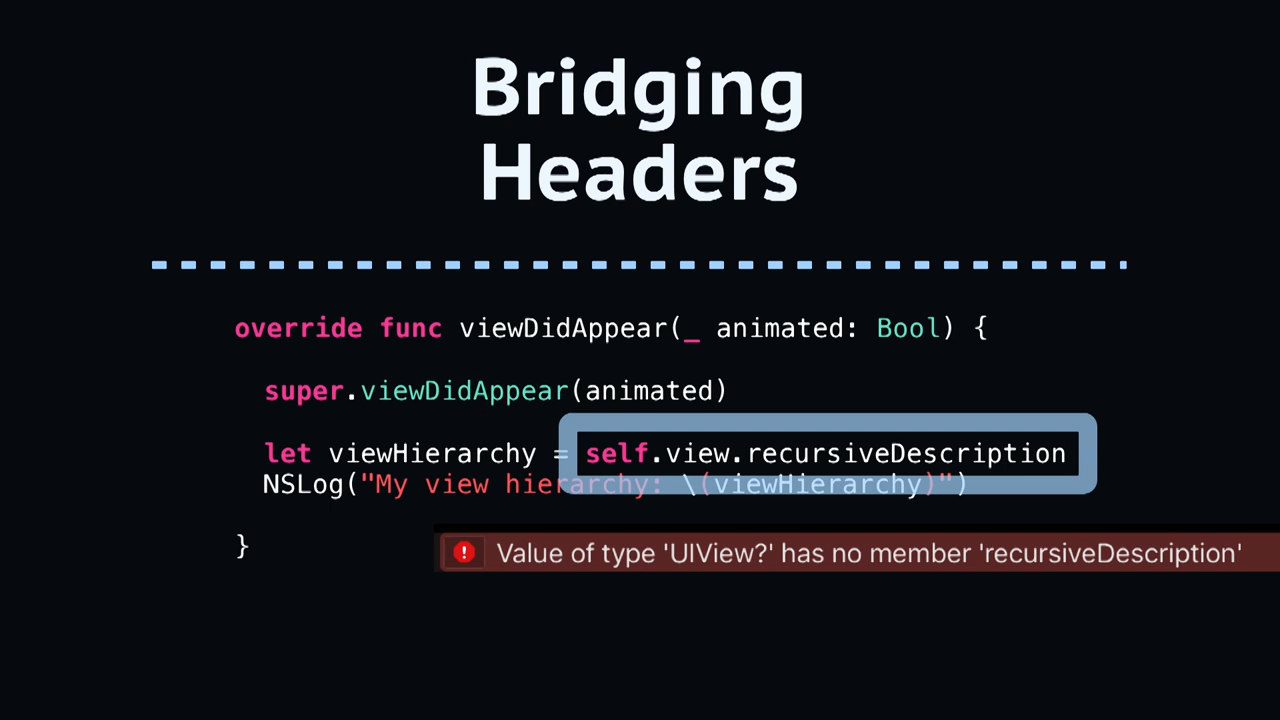 Bridging
Headers
override func viewDidAppear(_ animated: Bool) {
super.viewDidAppear(animated)
let viewHierarchy = self.view.recursiveDescription
NSLog("My view hierarchy: \(viewHierarchy)")
}
Value of type 'UIView?' has no member 'recursiveDescription'